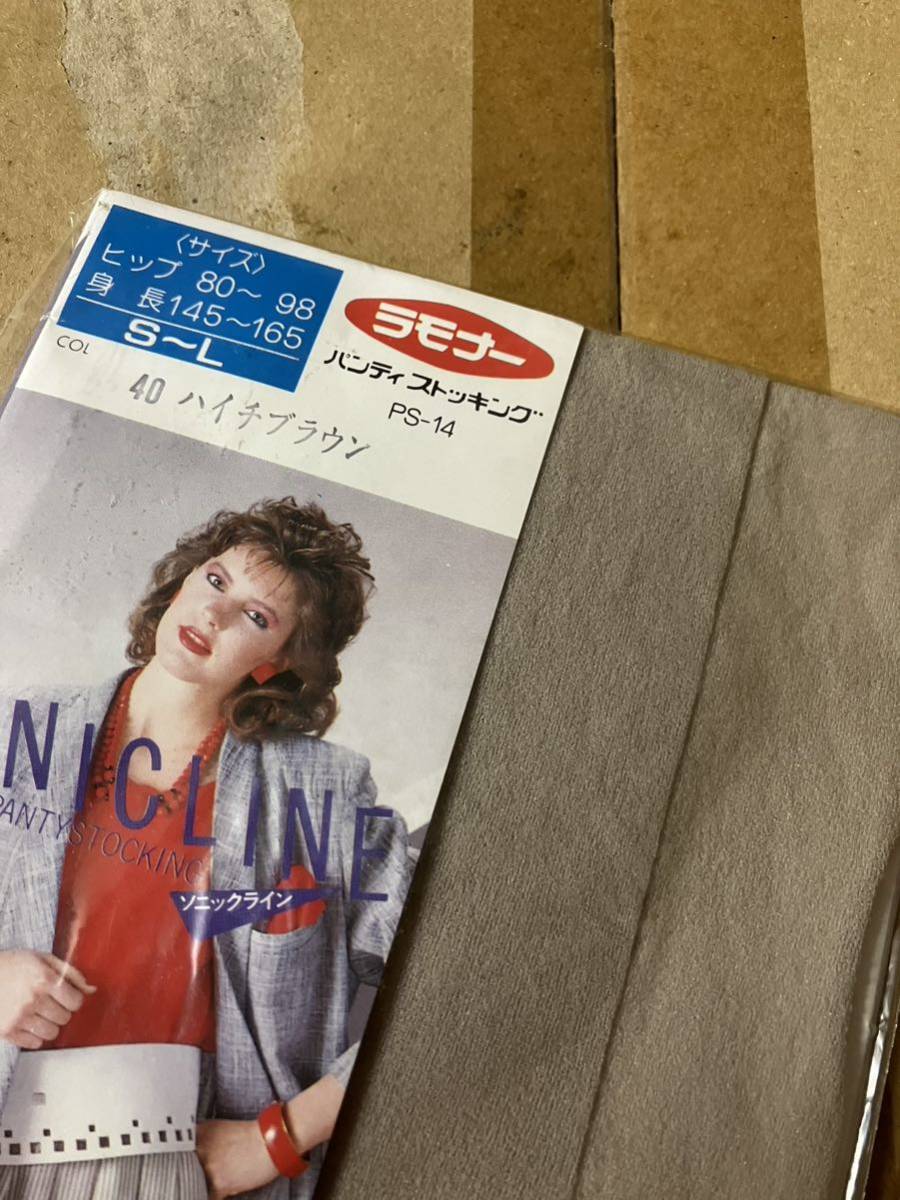 〈サイズ〉
ヒップ 80〜 98
身 長145〜165
S〜L
ラモナー
パンティストッキング
PS-14
COL
40 ハイチブラウン
NICLINE
PANTYSTOCKING
ソニックライン